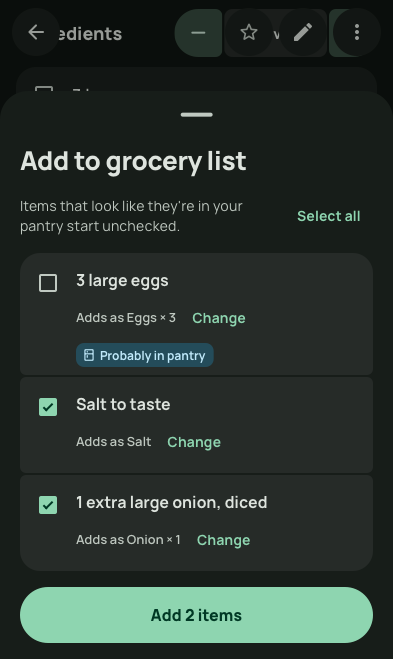 edients
Add to grocery list
Items that look like they're in your
pantry start unchecked.
Select all
3 large eggs
Adds as Eggs × 3 Change
Probably in pantry
Salt to taste
Adds as Salt Change
1 extra large onion, diced
Adds as Onion × 1 Change
Add 2 items